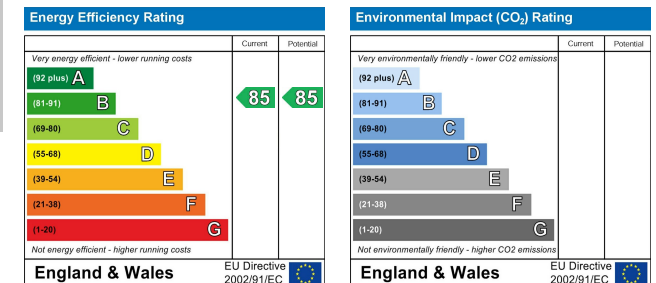 Energy Efficiency Rating
Current Potential
Very energy efficient - lower running costs
(92 plus) A
(81-91) B
85 85
(69-80) C
(55-68) D
(39-54) E
(21-38) F
(1-20) G
Not energy efficient - higher running costs
England & Wales
EU Directive
2002/91/EC
Environmental Impact (CO₂) Rating
Current Potential
Very environmentally friendly - lower CO2 emissions
(92 plus) A
(81-91) B
(69-80) C
(55-68) D
(39-54) E
(21-38) F
(1-20) G
Not environmentally friendly - higher CO2 emissions
England & Wales
EU Directive
2002/91/EC